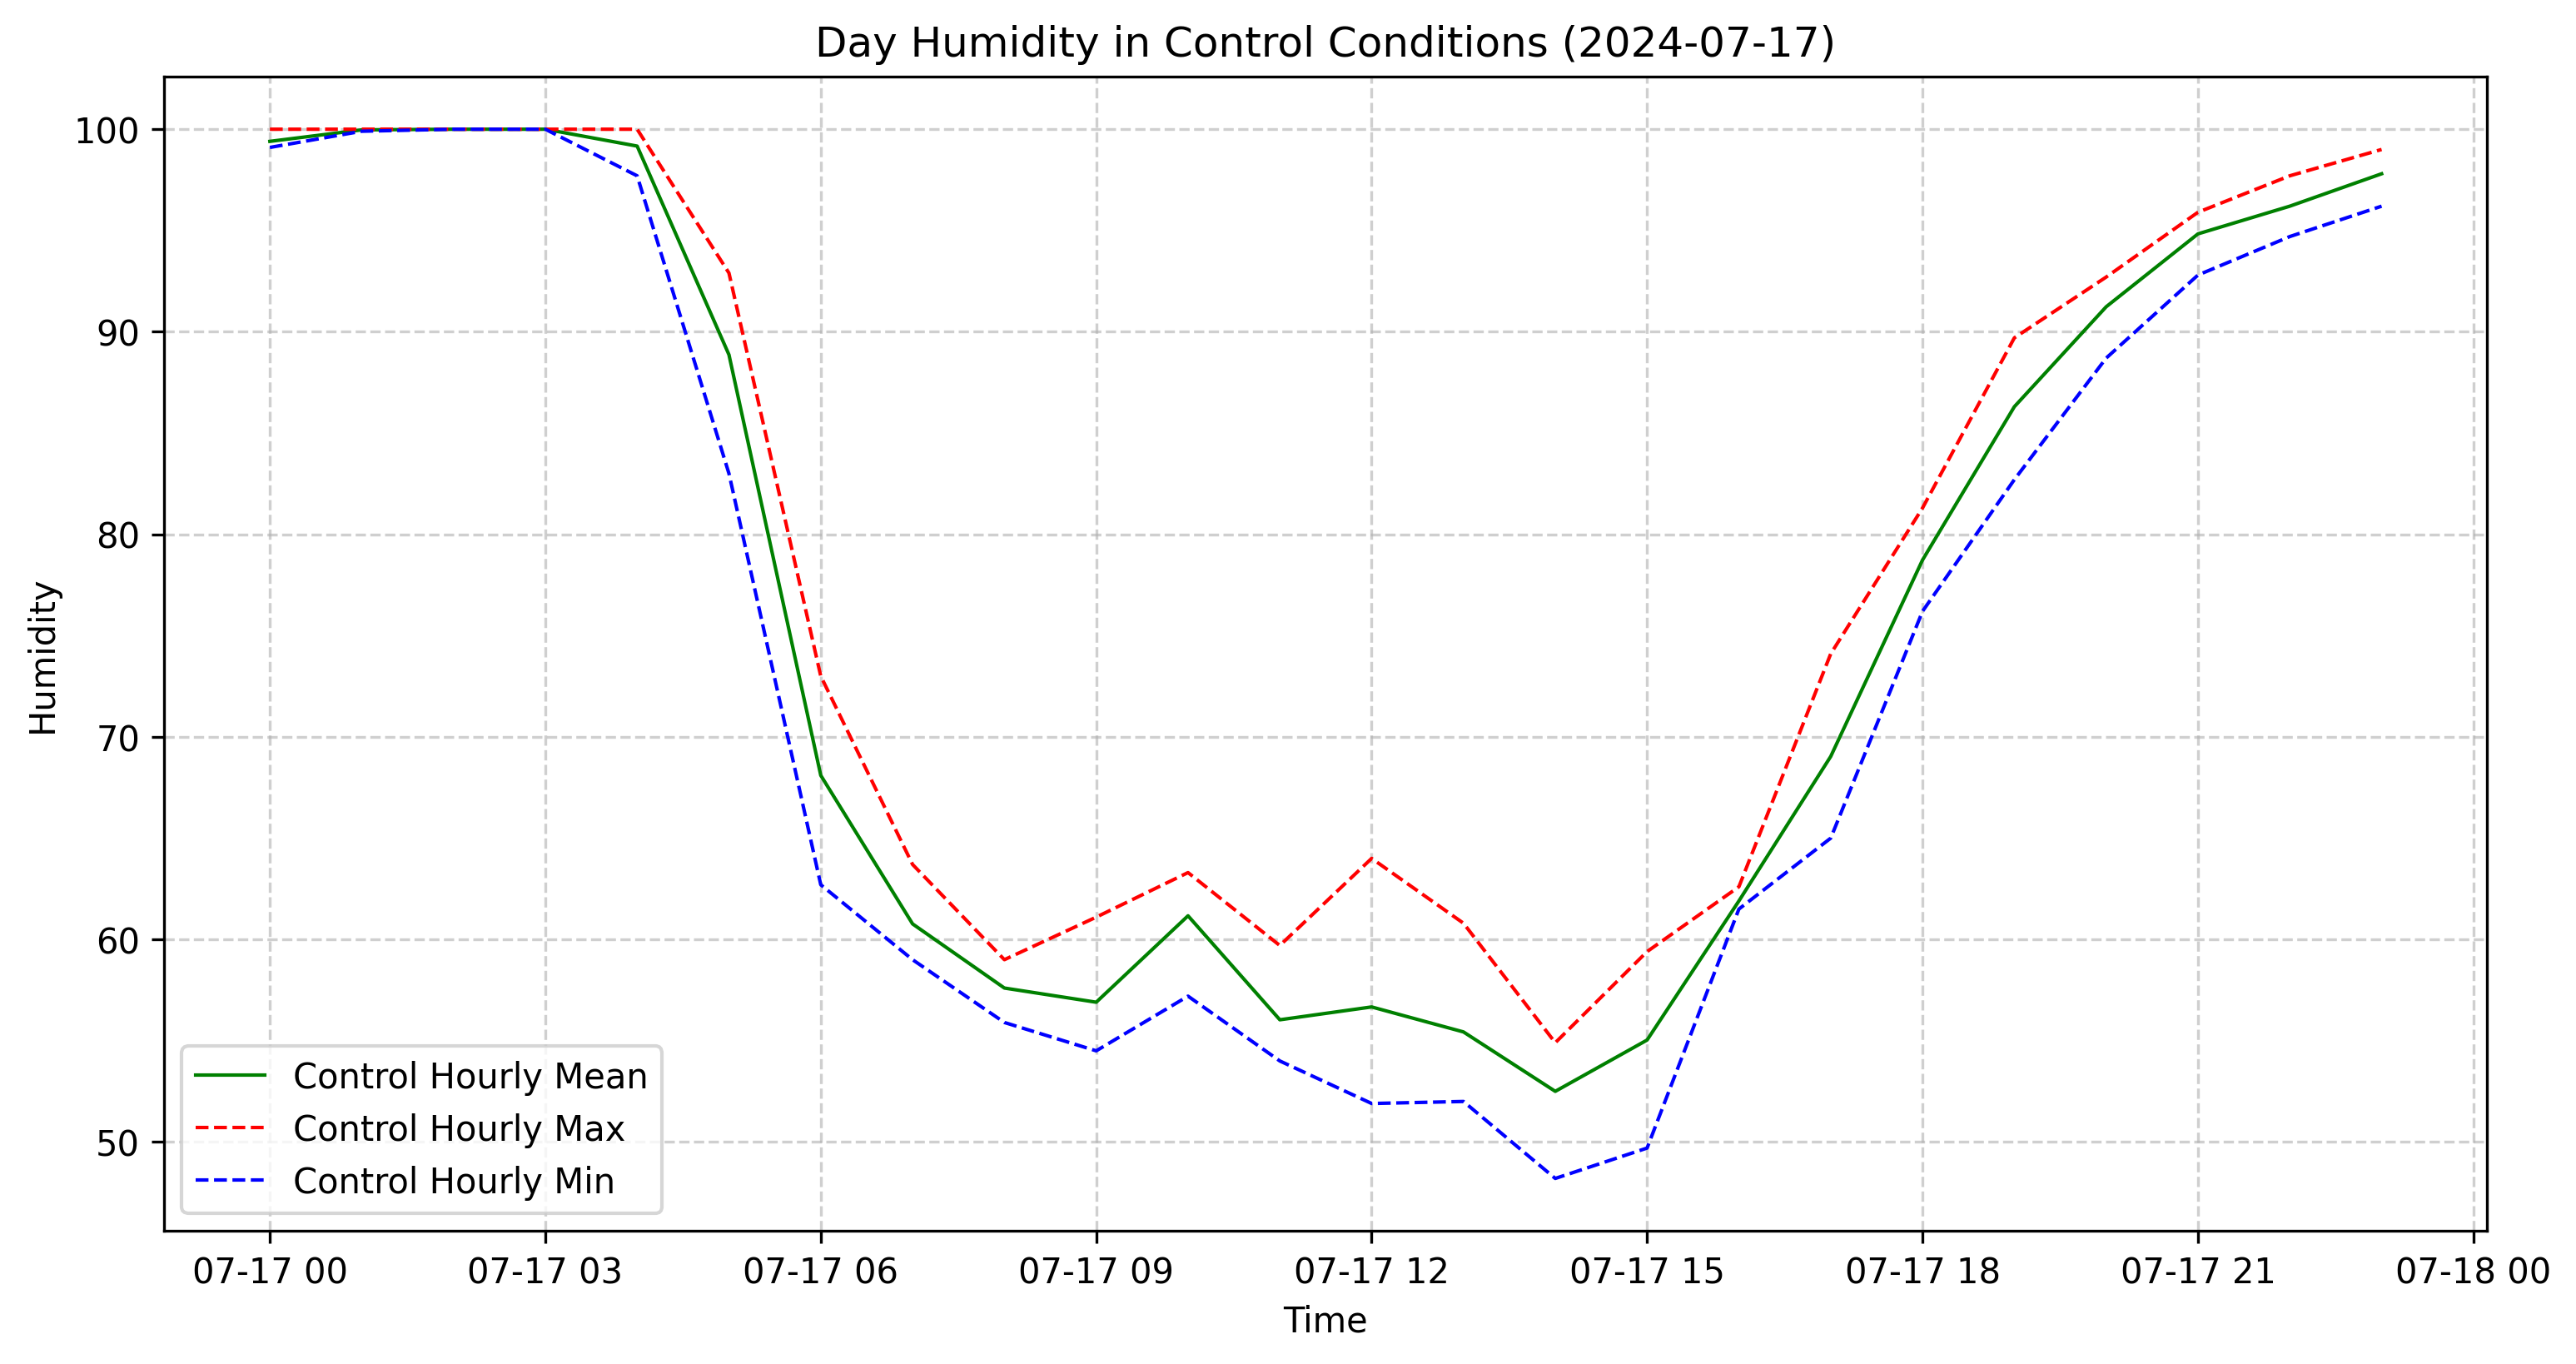 Day Humidity in Control Conditions (2024-07-17)
100
90
80
70
60
50
Humidity
Control Hourly Mean
Control Hourly Max
Control Hourly Min
07-17 00
07-17 03
07-17 06
07-17 09
07-17 12
07-17 15
07-17 18
07-17 21
07-18 00
Time